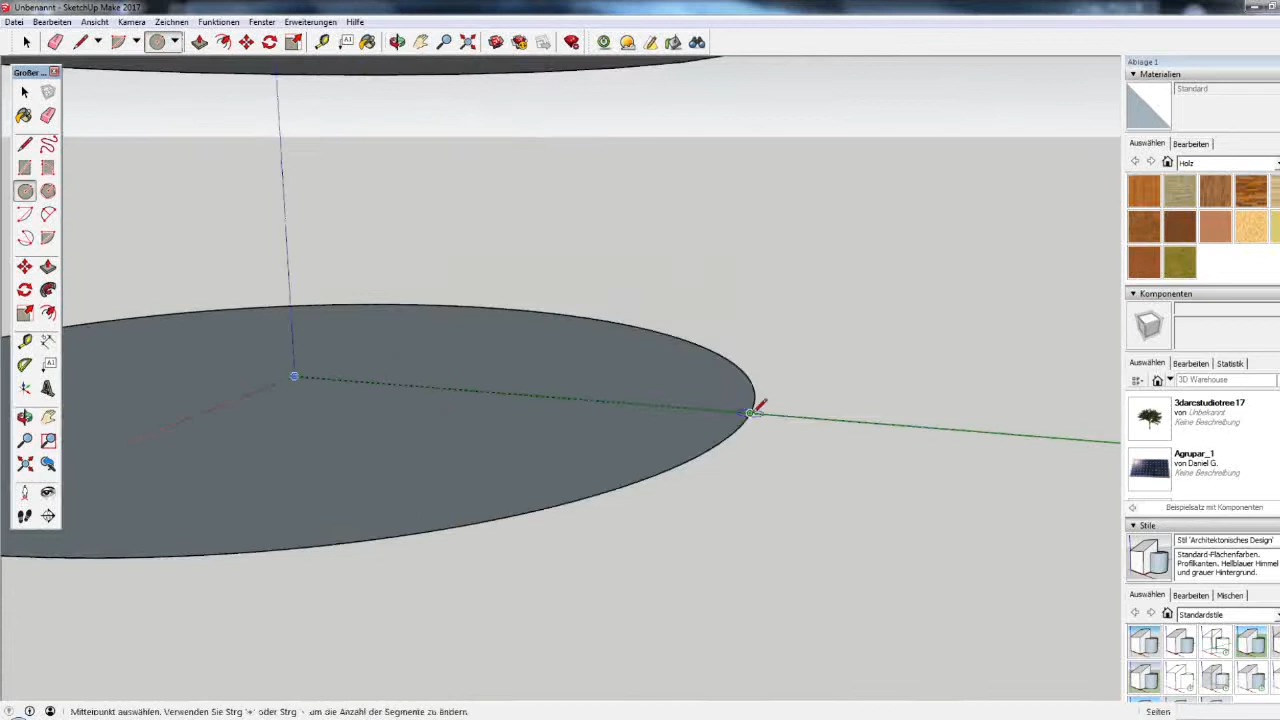 Unbenannt - SketchUp Make 2017
Datei Bearbeiten Ansicht Kamera Zeichnen Funktionen Fenster Erweiterungen Hilfe
Großer ...
Ablage 1
Materialien
Standard
Auswählen Bearbeiten
Holz
Komponenten
Auswählen Bearbeiten Statistik
3D Warehouse
3darcstudiotree17
von Unbekannt
Keine Beschreibung
Agrupar_1
von Daniel G.
Keine Beschreibung
Beispielsatz mit Komponenten
Stile
Stil 'Architektonisches Design'
Standard-Flächenfarben.
Profilkanten. Hellblauer Himmel
und grauer Hintergrund.
Auswählen Bearbeiten Mischen
Standardstile
Seiten
Mittelpunkt auswählen. Verwenden Sie Strg '+' oder Strg - um die Anzahl der Segmente zu ändern.